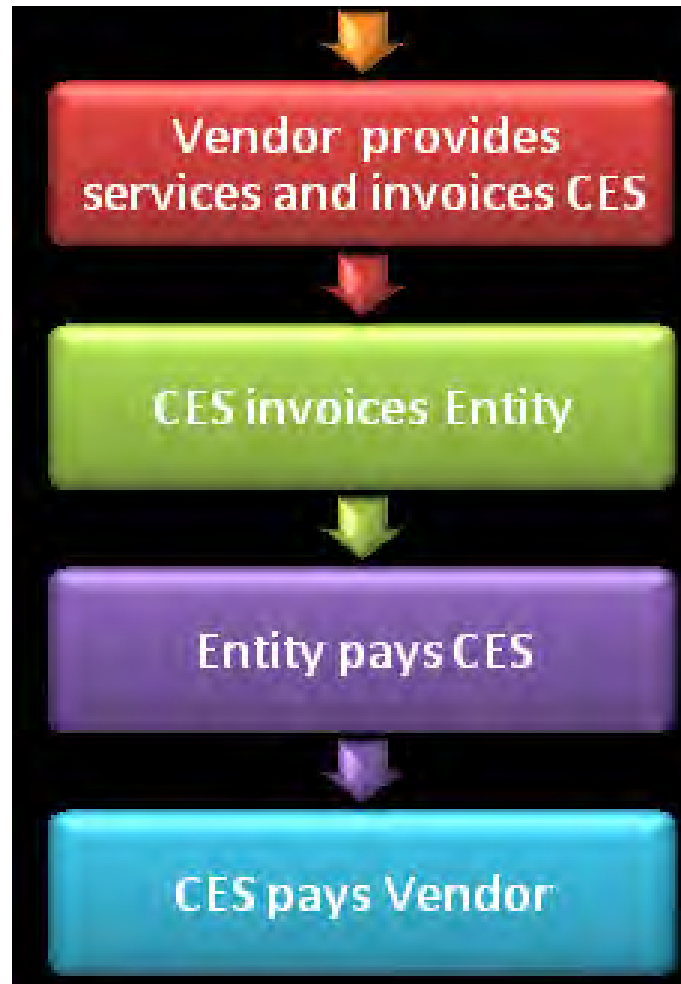 Vendor provides
services and invoices CES
CES invoices Entity
Entity pays CES
CES pays Vendor